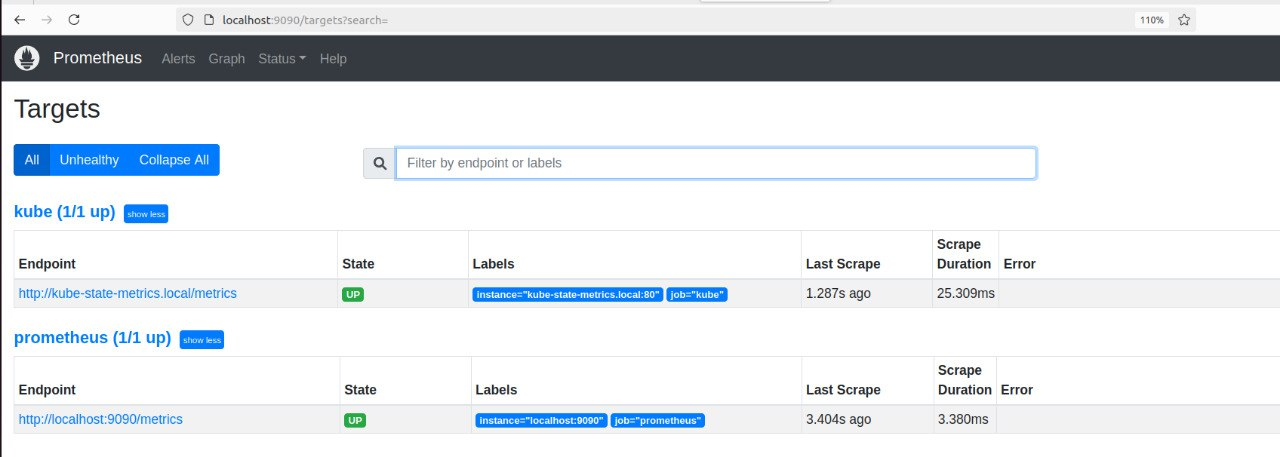 localhost:9090/targets?search=
110%
Prometheus Alerts Graph Status Help
Targets
All Unhealthy Collapse All
Filter by endpoint or labels
kube (1/1 up) show less
Endpoint State Labels Last Scrape Scrape Duration Error
http://kube-state-metrics.local/metrics UP instance="kube-state-metrics.local:80" job="kube" 1.287s ago 25.309ms
prometheus (1/1 up) show less
Endpoint State Labels Last Scrape Scrape Duration Error
http://localhost:9090/metrics UP instance="localhost:9090" job="prometheus" 3.404s ago 3.380ms